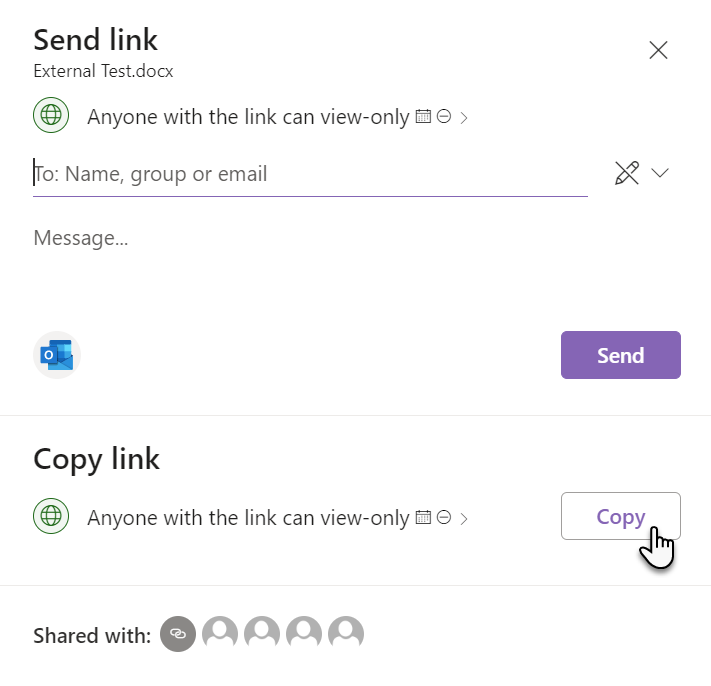 Send link
External Test.docx
Anyone with the link can view-only
To: Name, group or email
Message...
O
Send
Copy link
Anyone with the link can view-only
Copy
Shared with: